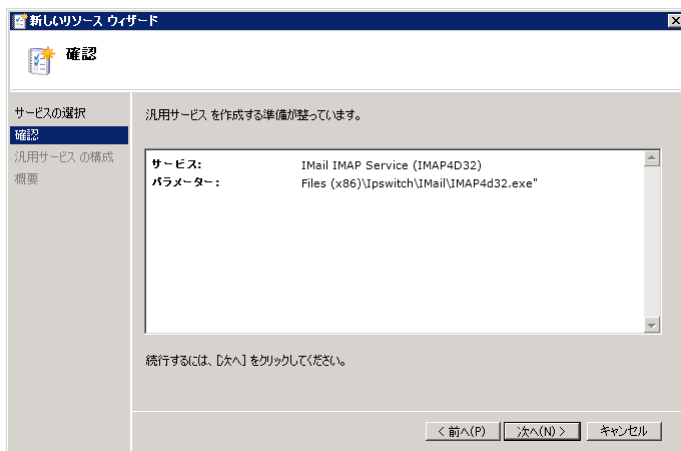 新しいリソース ウィザード
確認
サービスの選択
確認
汎用サービス の構成
概要
汎用サービス を作成する準備が整っています。
サービス: IMail IMAP Service (IMAP4D32)
パラメーター: Files (x86)\Ipswitch\IMail\IMAP4d32.exe"
続行するには、[次へ] をクリックしてください。
< 前へ(P) 次へ(N) > キャンセル